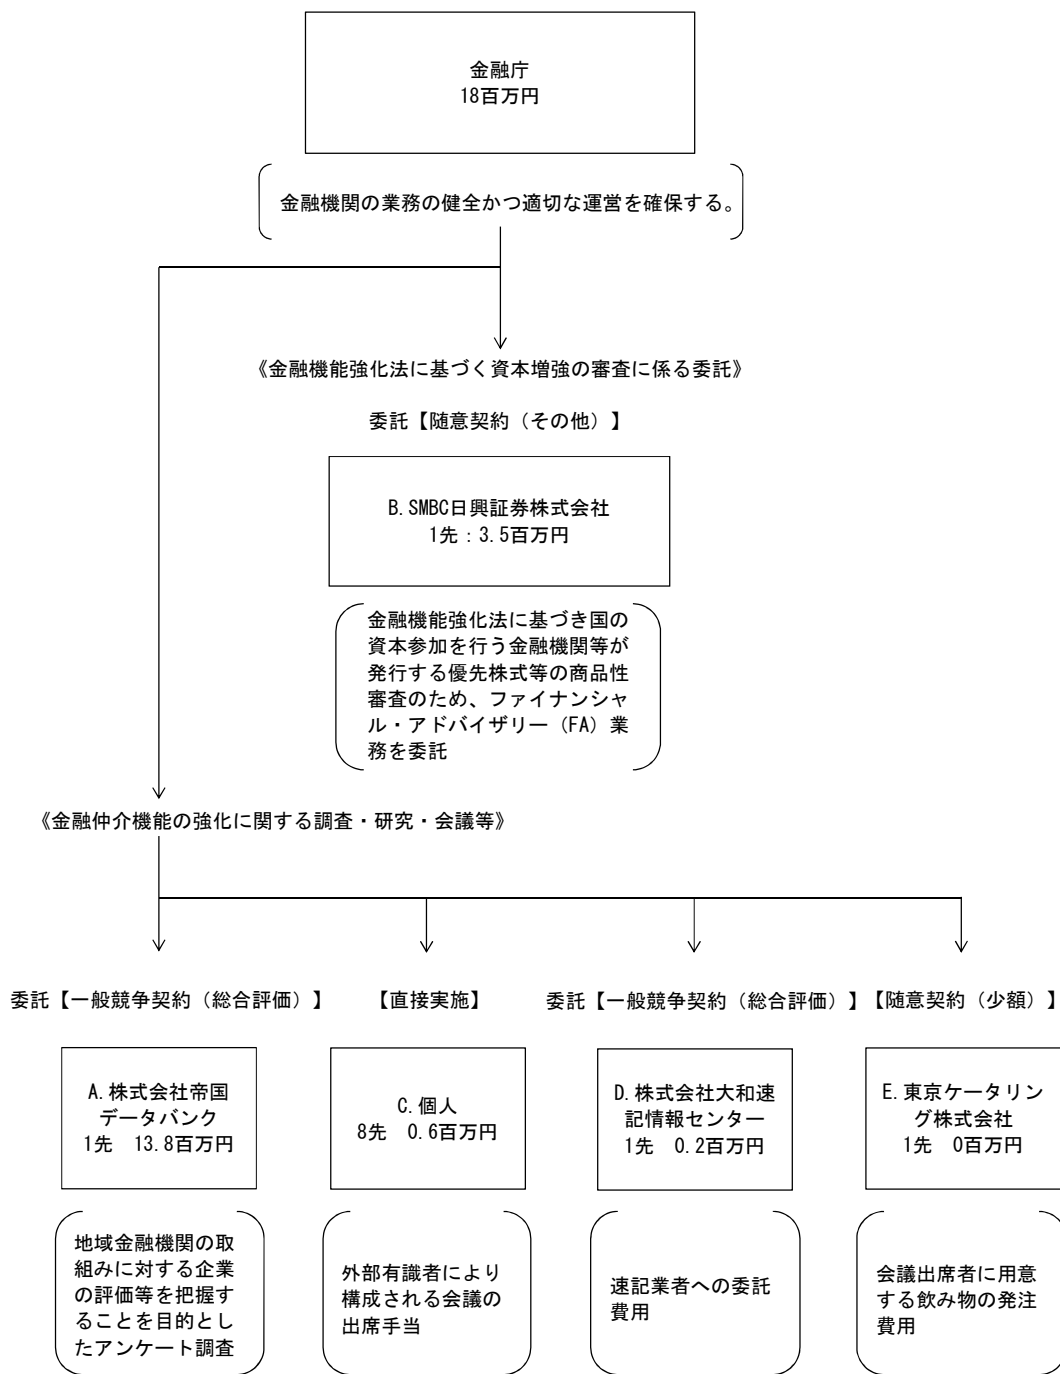 金融庁
18百万円
金融機関の業務の健全かつ適切な運営を確保する。
《金融機能強化法に基づく資本増強の審査に係る委託》
委託【随意契約（その他）】
B.SMBC日興証券株式会社
1先：3.5百万円
金融機能強化法に基づき国の
資本参加を行う金融機関等が
発行する優先株式等の商品性
審査のため、ファイナンシャ
ル・アドバイザリー（FA）業
務を委託
《金融仲介機能の強化に関する調査・研究・会議等》
委託【一般競争契約（総合評価）】
A.株式会社帝国
データバンク
1先　13.8百万円
地域金融機関の取
組みに対する企業
の評価等を把握す
ることを目的とし
たアンケート調査
【直接実施】
C.個人
8先　0.6百万円
外部有識者により
構成される会議の
出席手当
委託【一般競争契約（総合評価）】
D.株式会社大和速
記情報センター
1先　0.2百万円
速記業者への委託
費用
【随意契約（少額）】
E.東京ケータリン
グ株式会社
1先　0百万円
会議出席者に用意
する飲み物の発注
費用